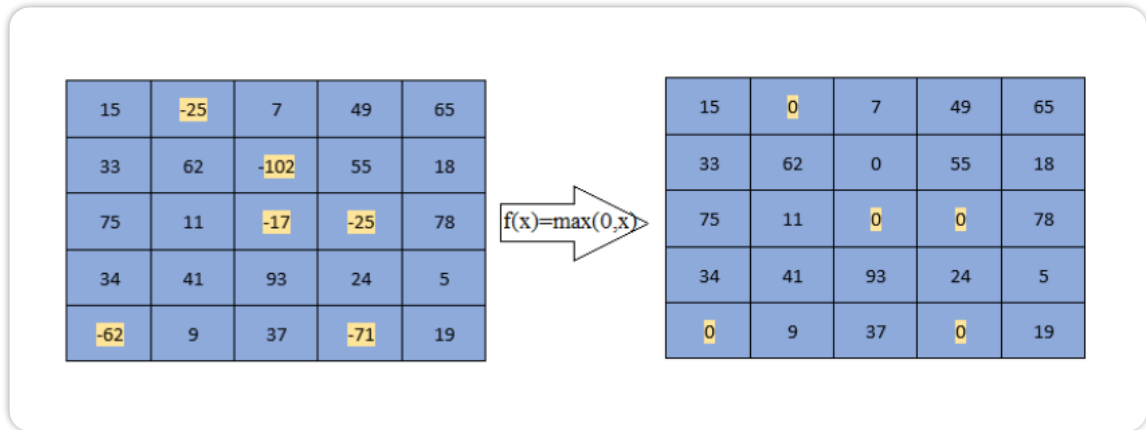 15 -25 7 49 65
33 62 -102 55 18
75 11 -17 -25 78
34 41 93 24 5
-62 9 37 -71 19
f(x)=max(0,x)
15 0 7 49 65
33 62 0 55 18
75 11 0 0 78
34 41 93 24 5
0 9 37 0 19